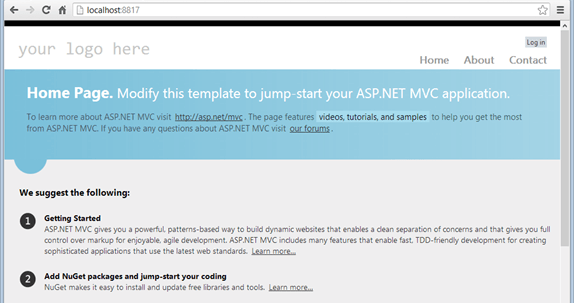 localhost:8817
your logo here
Log in
Home About Contact
Home Page. Modify this template to jump-start your ASP.NET MVC application.
To learn more about ASP.NET MVC visit http://asp.net/mvc. The page features videos, tutorials, and samples to help you get the most
from ASP.NET MVC. If you have any questions about ASP.NET MVC visit our forums.
We suggest the following:
1 Getting Started
ASP.NET MVC gives you a powerful, patterns-based way to build dynamic websites that enables a clean separation of concerns and that gives you full
control over markup for enjoyable, agile development. ASP.NET MVC includes many features that enable fast, TDD-friendly development for creating
sophisticated applications that use the latest web standards. Learn more...
2 Add NuGet packages and jump-start your coding
NuGet makes it easy to install and update free libraries and tools. Learn more...